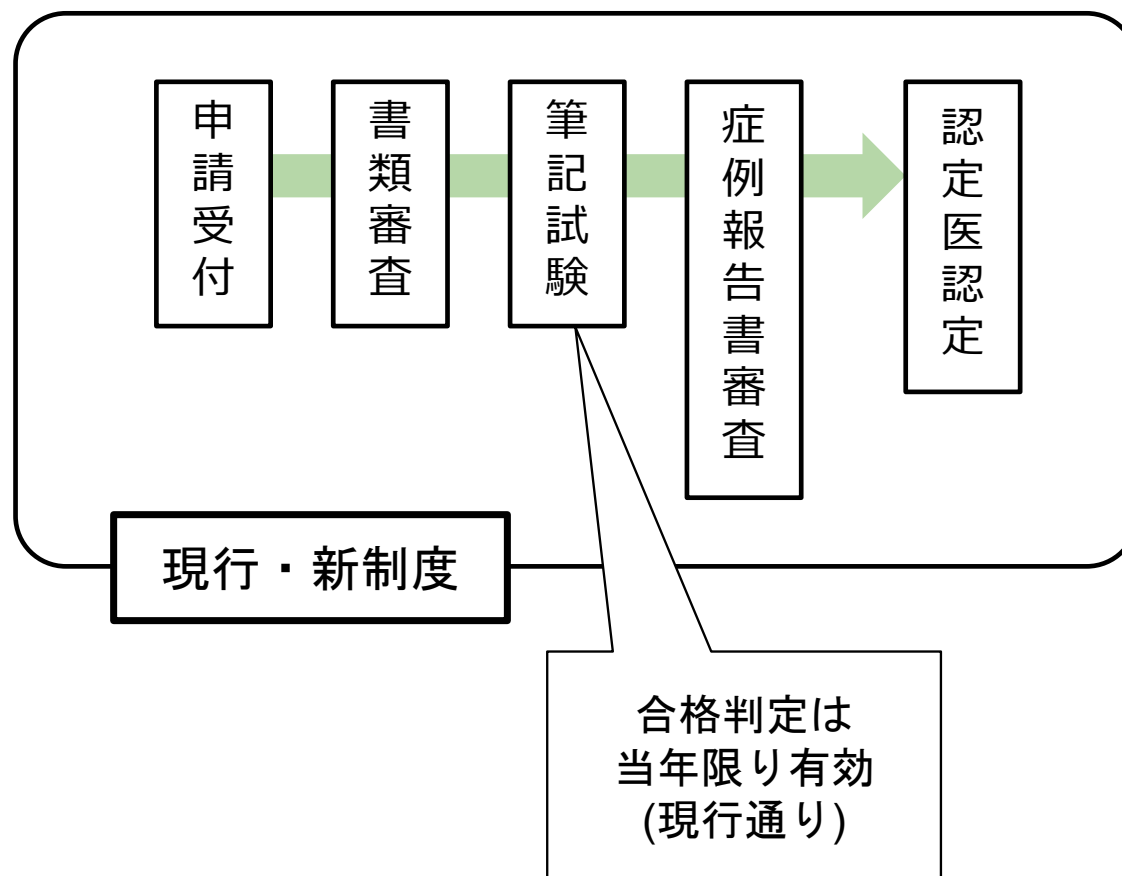 申請受付
書類審査
筆記試験
症例報告書審査
認定医認定
現行・新制度
合格判定は
当年限り有効
(現行通り)